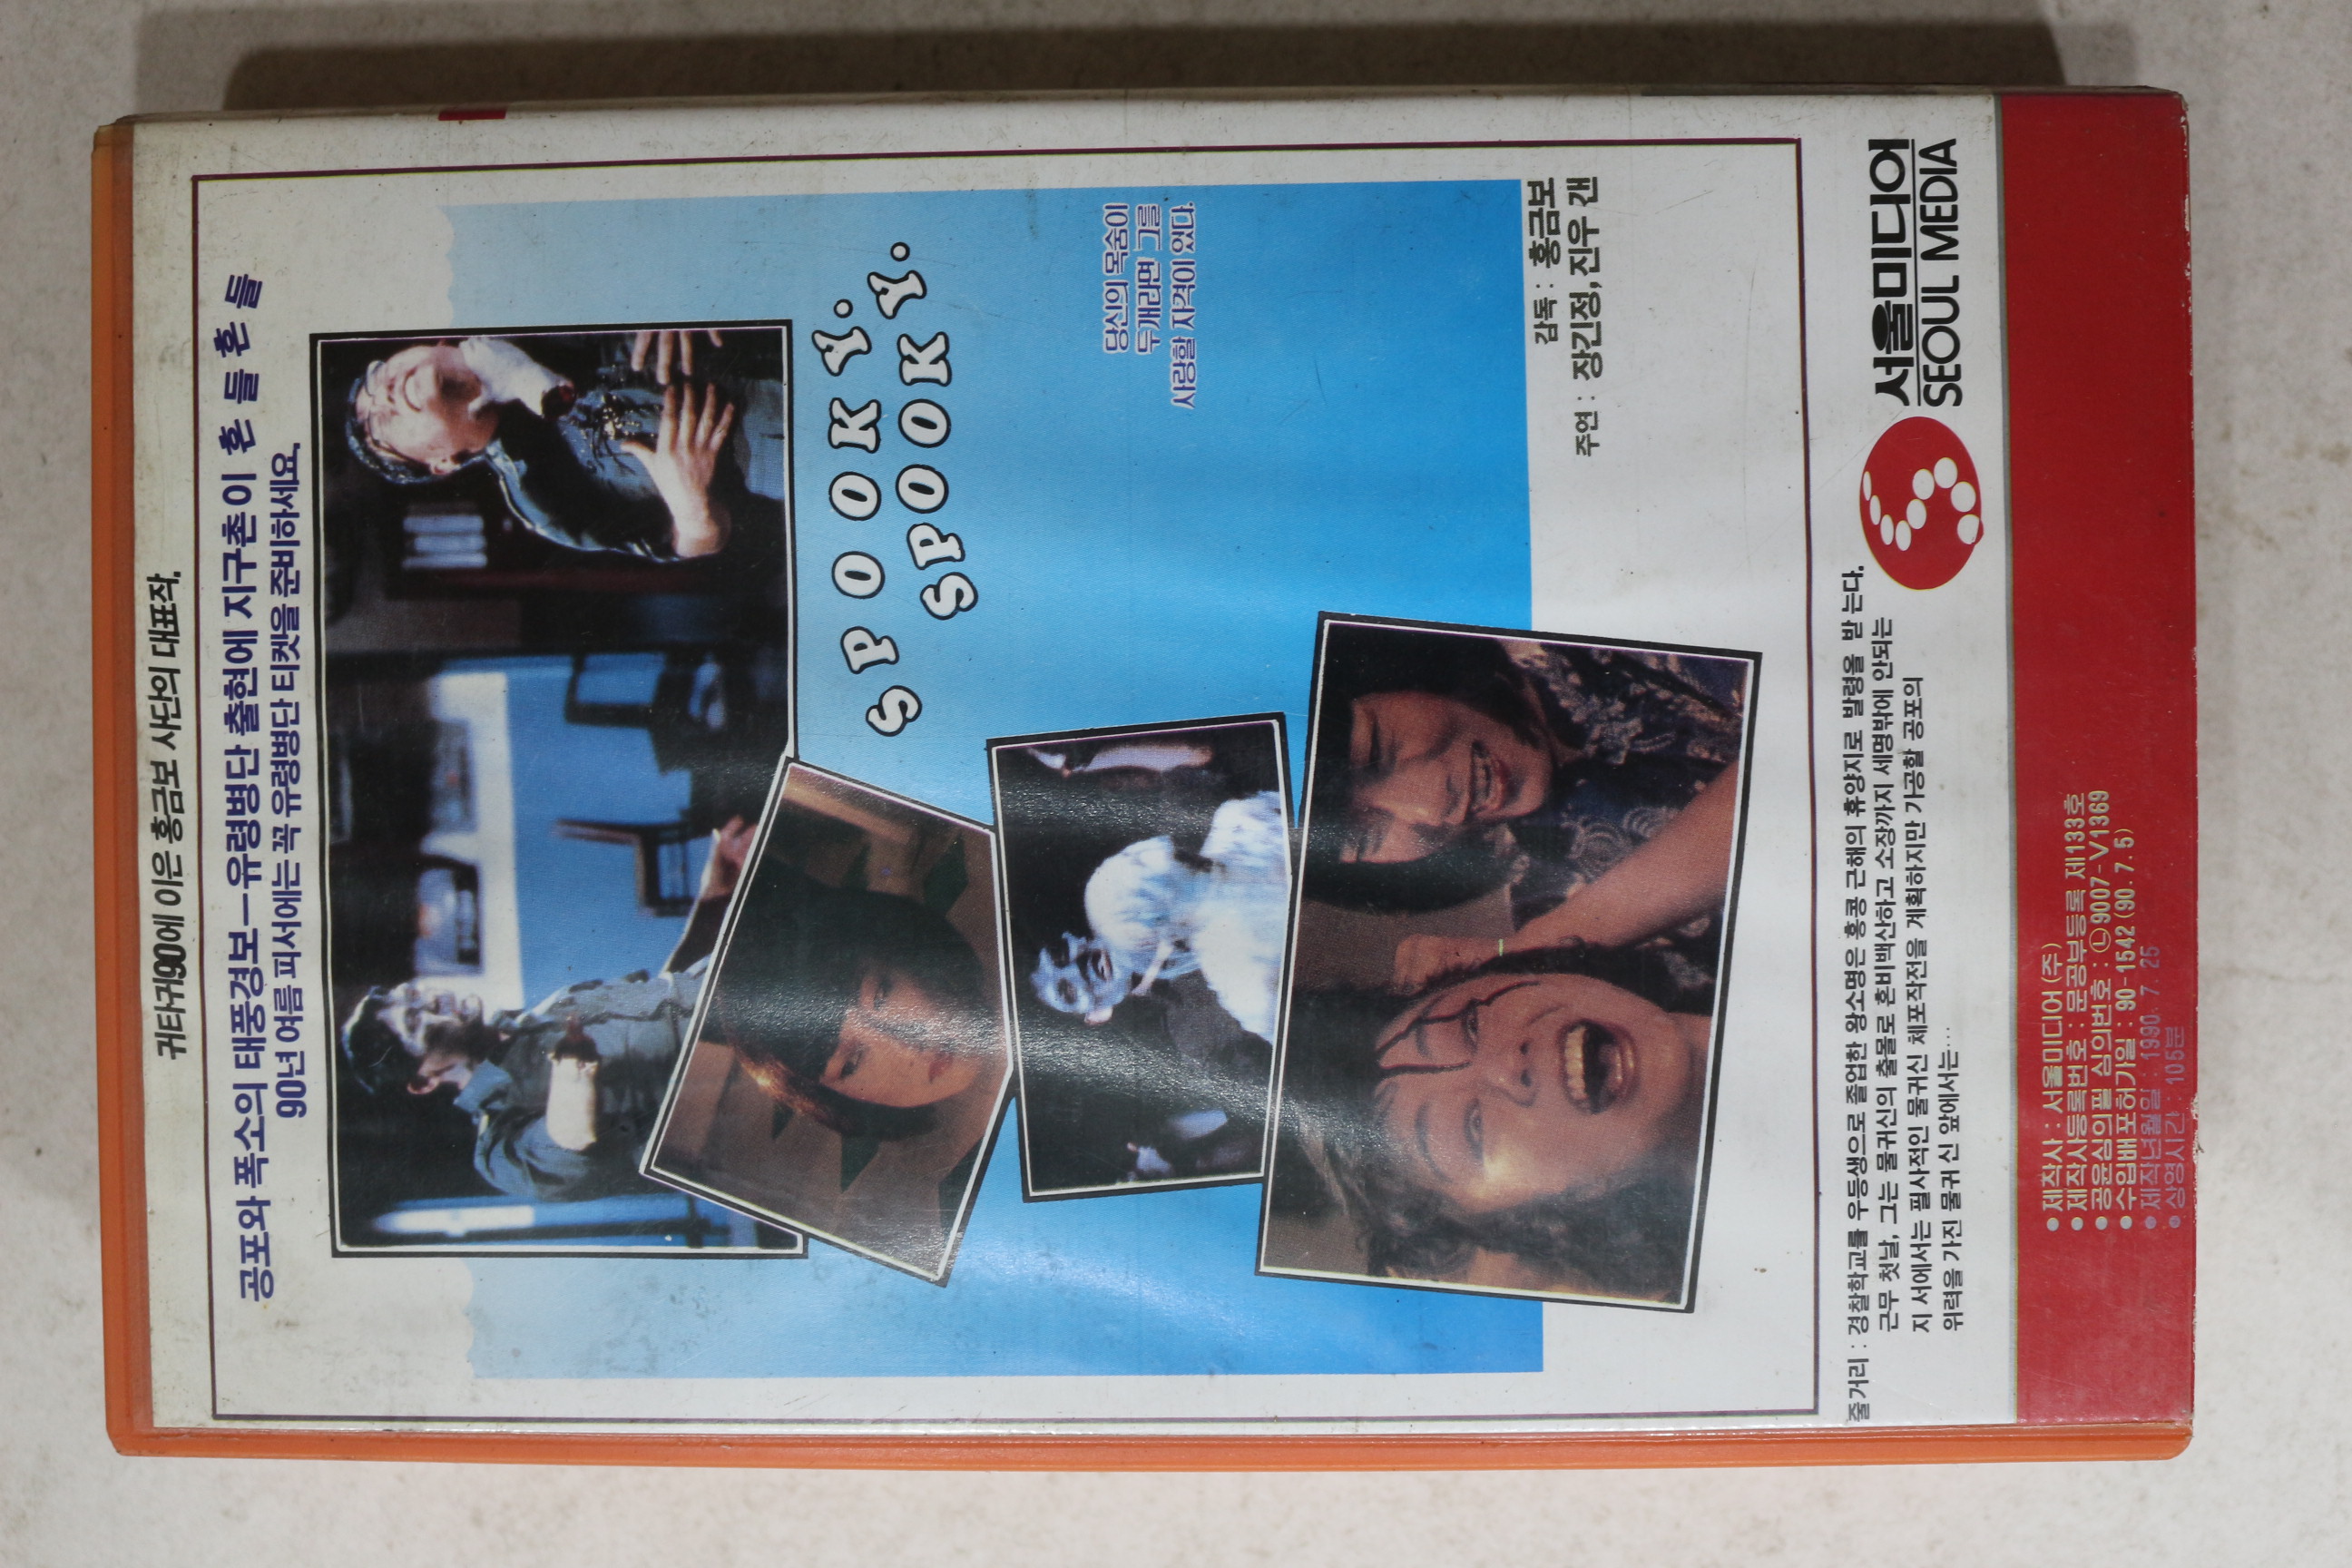 귀타귀90에 이은 홍금보 사단의 대표작.
공포와 폭소의 태풍경보—유령병단 출현에 지구촌이 흔들흔들
90년 여름 피서에는 꼭 유령병단 티켓을 준비하세요.
SPOOKY.
SPOOKY.
당신의 목숨이
두개라면 그를
사랑할 자격이 있다.
감독 : 홍금보
주연 : 장긴정, 진우 갠
줄거리 : 경찰학교를 우등생으로 졸업한 왕소명은 홍콩 근해의 휴양지로 발령을 받는다.
근무 첫날, 그는 물귀신의 출몰로 혼비백산하고 소장까지 세명밖에 안되는
지서에서는 필사적인 물귀신 체포작전을 계획하지만 가공할 공포의
위력을 가진 물귀신 앞에서는…
서울미디어
SEOUL MEDIA
● 제작사 : 서울미디어(주)
● 제작사등록번호 : 문공부등록 제133호
● 공윤심의필 심의번호 : Ⓛ9007-V1369
● 수입배포허가일 : 90-1542 (90. 7. 5)
● 제작년월일 : 1990. 7. 25
● 상영시간 : 105분